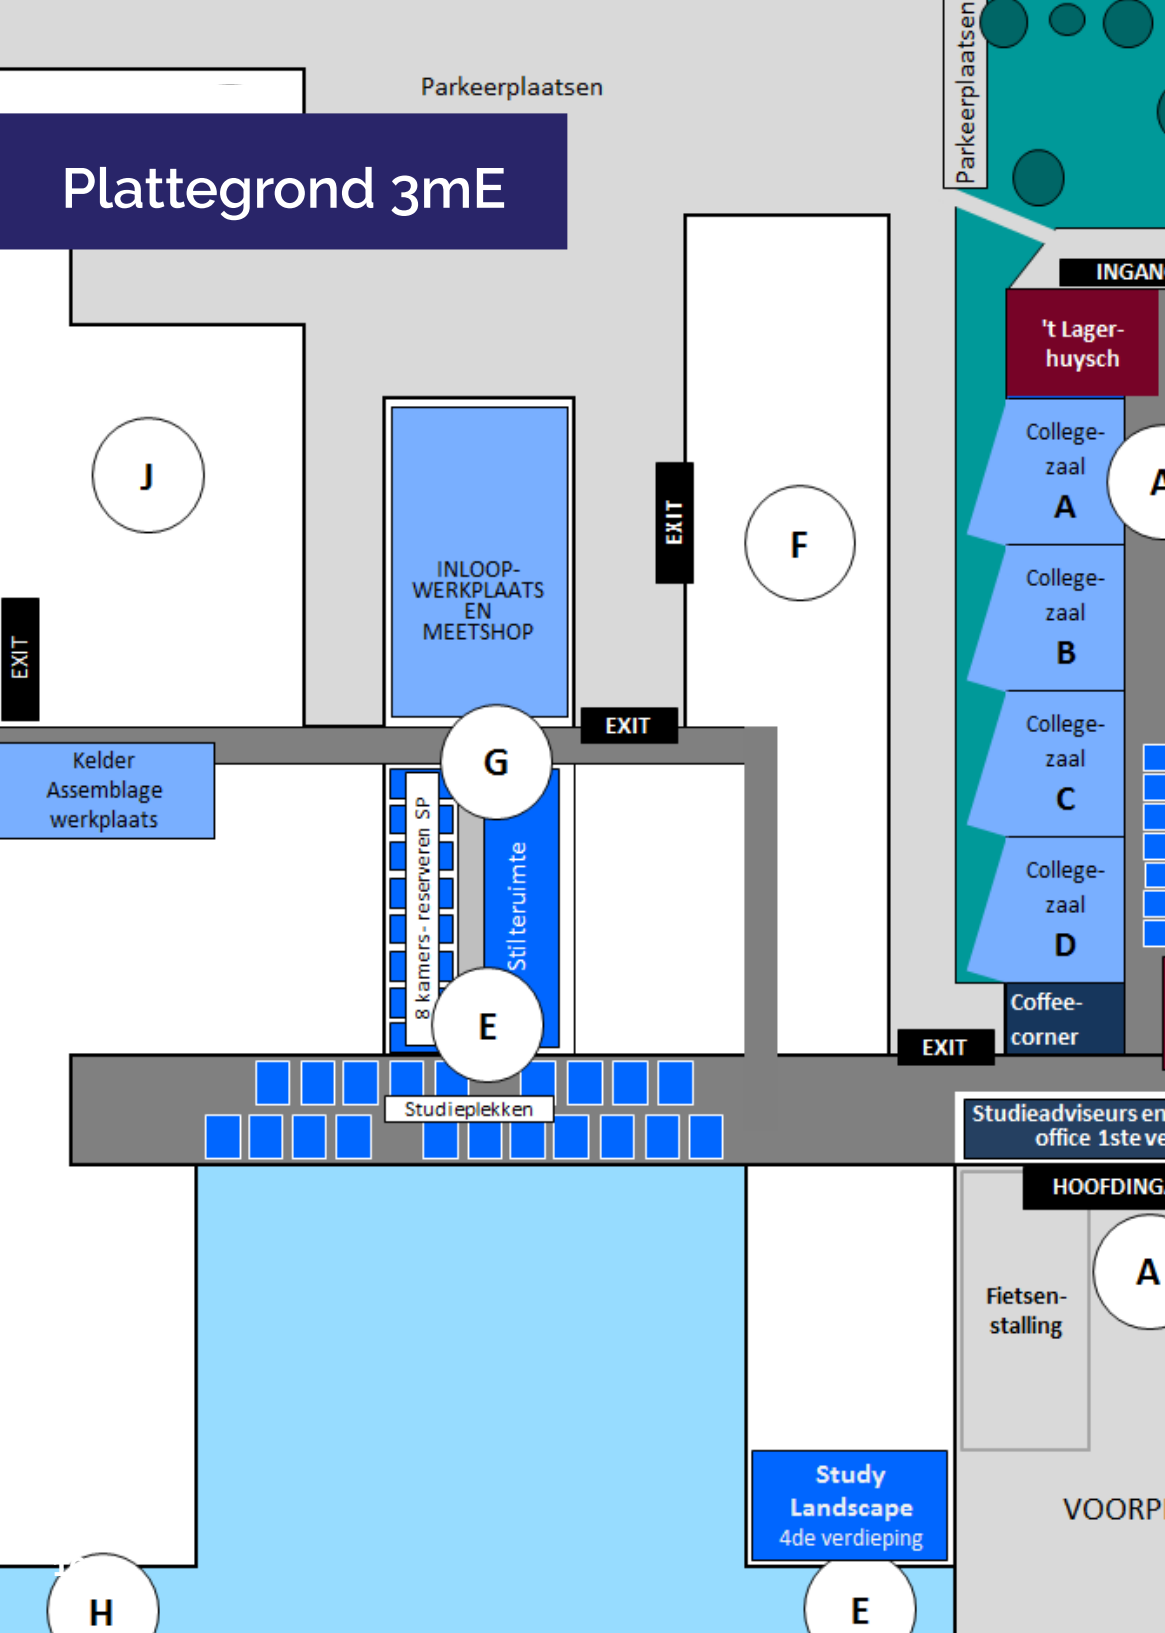 Parkeerplaatsen
Parkeerplaatsen
Plattegrond 3mE
INGAN
't Lager-
huysch
J
EXIT
F
College-
zaal
A
A
INLOOP-
WERKPLAATS
EN
MEETSHOP
College-
zaal
B
EXIT
EXIT
G
College-
zaal
C
Kelder
Assemblage
werkplaats
8 kamers- reserveren SP
Stilteruimte
College-
zaal
D
E
Coffee-
corner
EXIT
Studieplekken
Studieadviseurs en
office 1ste ve
HOOFDINGA
A
Fietsen-
stalling
Study
Landscape
4de verdieping
VOORPL
H
E